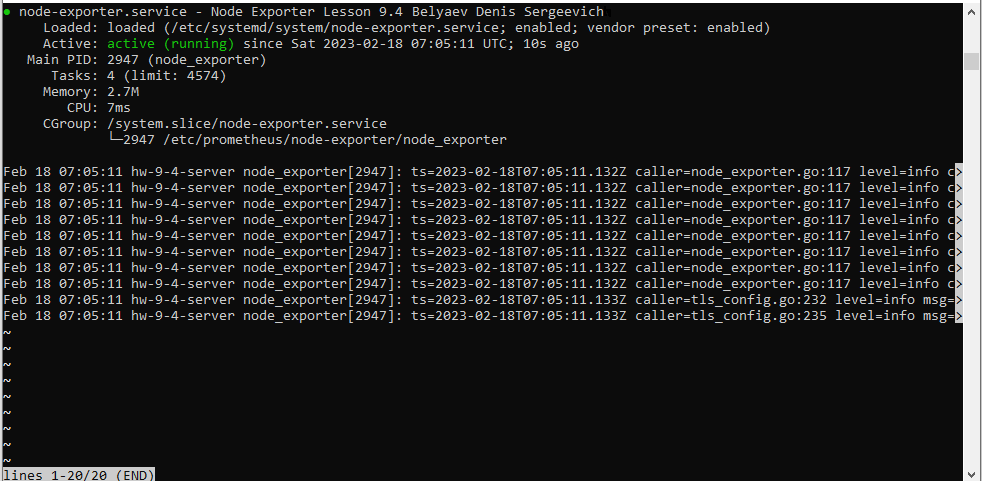 ● node-exporter.service - Node Exporter Lesson 9.4 Belyaev Denis Sergeevich
     Loaded: loaded (/etc/systemd/system/node-exporter.service; enabled; vendor preset: enabled)
     Active: active (running) since Sat 2023-02-18 07:05:11 UTC; 10s ago
   Main PID: 2947 (node_exporter)
      Tasks: 4 (limit: 4574)
     Memory: 2.7M
        CPU: 7ms
     CGroup: /system.slice/node-exporter.service
             └─2947 /etc/prometheus/node-exporter/node_exporter

Feb 18 07:05:11 hw-9-4-server node_exporter[2947]: ts=2023-02-18T07:05:11.132Z caller=node_exporter.go:117 level=info c>
Feb 18 07:05:11 hw-9-4-server node_exporter[2947]: ts=2023-02-18T07:05:11.132Z caller=node_exporter.go:117 level=info c>
Feb 18 07:05:11 hw-9-4-server node_exporter[2947]: ts=2023-02-18T07:05:11.132Z caller=node_exporter.go:117 level=info c>
Feb 18 07:05:11 hw-9-4-server node_exporter[2947]: ts=2023-02-18T07:05:11.132Z caller=node_exporter.go:117 level=info c>
Feb 18 07:05:11 hw-9-4-server node_exporter[2947]: ts=2023-02-18T07:05:11.132Z caller=node_exporter.go:117 level=info c>
Feb 18 07:05:11 hw-9-4-server node_exporter[2947]: ts=2023-02-18T07:05:11.132Z caller=node_exporter.go:117 level=info c>
Feb 18 07:05:11 hw-9-4-server node_exporter[2947]: ts=2023-02-18T07:05:11.132Z caller=node_exporter.go:117 level=info c>
Feb 18 07:05:11 hw-9-4-server node_exporter[2947]: ts=2023-02-18T07:05:11.132Z caller=node_exporter.go:117 level=info c>
Feb 18 07:05:11 hw-9-4-server node_exporter[2947]: ts=2023-02-18T07:05:11.133Z caller=tls_config.go:232 level=info msg=>
Feb 18 07:05:11 hw-9-4-server node_exporter[2947]: ts=2023-02-18T07:05:11.133Z caller=tls_config.go:235 level=info msg=>
~
~
~
~
~
~
~
~
~
lines 1-20/20 (END)